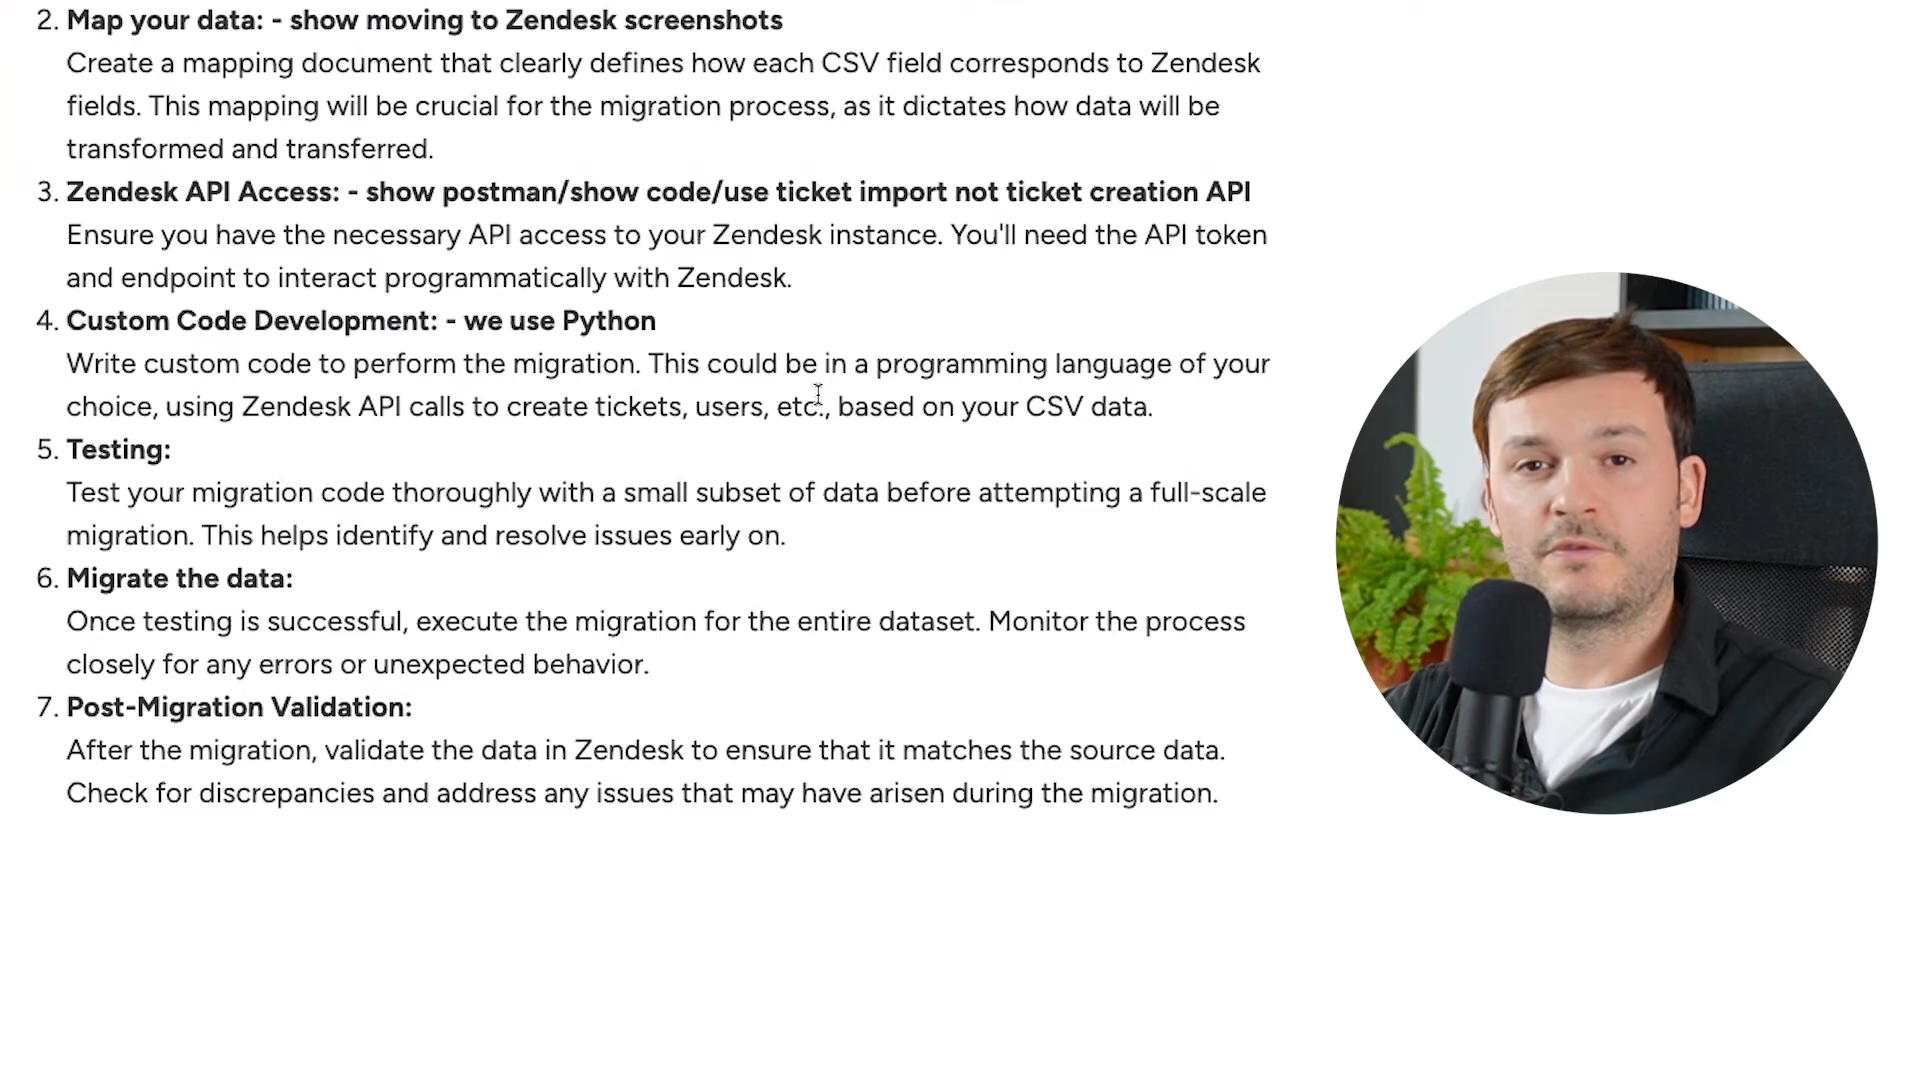 2. Map your data: - show moving to Zendesk screenshots
Create a mapping document that clearly defines how each CSV field corresponds to Zendesk
fields. This mapping will be crucial for the migration process, as it dictates how data will be
transformed and transferred.
3. Zendesk API Access: - show postman/show code/use ticket import not ticket creation API
Ensure you have the necessary API access to your Zendesk instance. You'll need the API token
and endpoint to interact programmatically with Zendesk.
4. Custom Code Development: - we use Python
Write custom code to perform the migration. This could be in a programming language of your
choice, using Zendesk API calls to create tickets, users, etc., based on your CSV data.
5. Testing:
Test your migration code thoroughly with a small subset of data before attempting a full-scale
migration. This helps identify and resolve issues early on.
6. Migrate the data:
Once testing is successful, execute the migration for the entire dataset. Monitor the process
closely for any errors or unexpected behavior.
7. Post-Migration Validation:
After the migration, validate the data in Zendesk to ensure that it matches the source data.
Check for discrepancies and address any issues that may have arisen during the migration.